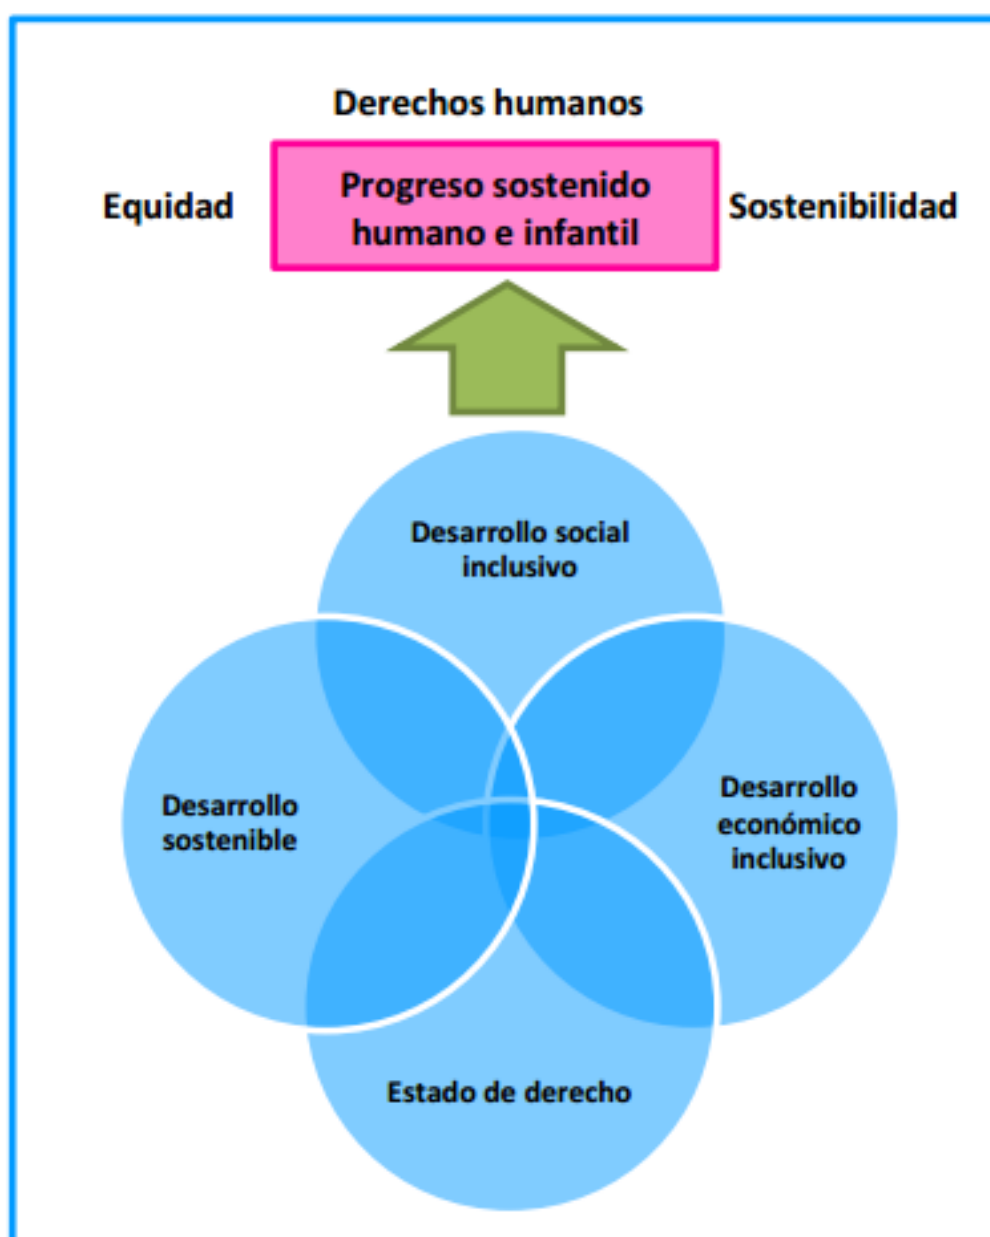 Derechos humanos
Equidad
Progreso sostenido
humano e infantil
Sostenibilidad
Desarrollo social
inclusivo
Desarrollo
sostenible
Desarrollo
económico
inclusivo
Estado de derecho